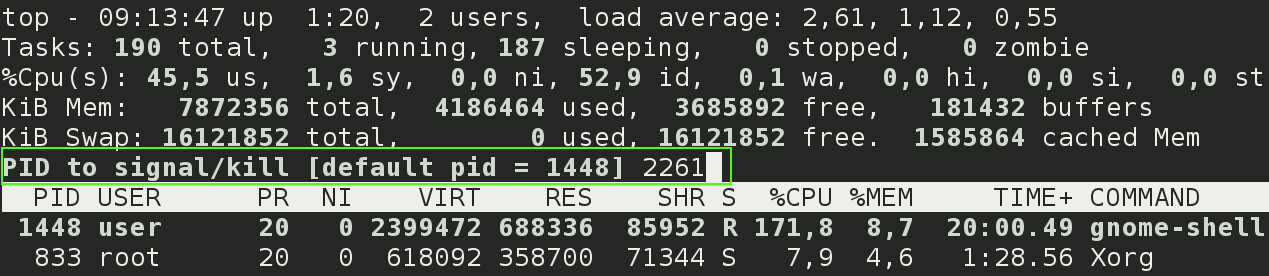 top - 09:13:47 up  1:20,  2 users,  load average: 2,61, 1,12, 0,55
Tasks: 190 total,   3 running, 187 sleeping,   0 stopped,   0 zombie
%Cpu(s): 45,5 us,  1,6 sy,  0,0 ni, 52,9 id,  0,1 wa,  0,0 hi,  0,0 si,  0,0 st
KiB Mem:   7872356 total,  4186464 used,  3685892 free,   181432 buffers
KiB Swap: 16121852 total,        0 used, 16121852 free.  1585864 cached Mem
PID to signal/kill [default pid = 1448] 2261
  PID USER      PR  NI    VIRT    RES    SHR S  %CPU %MEM     TIME+ COMMAND
 1448 user      20   0 2399472 688336  85952 R 171,8  8,7  20:00.49 gnome-shell
  833 root      20   0  618092 358700  71344 S   7,9  4,6   1:28.56 Xorg